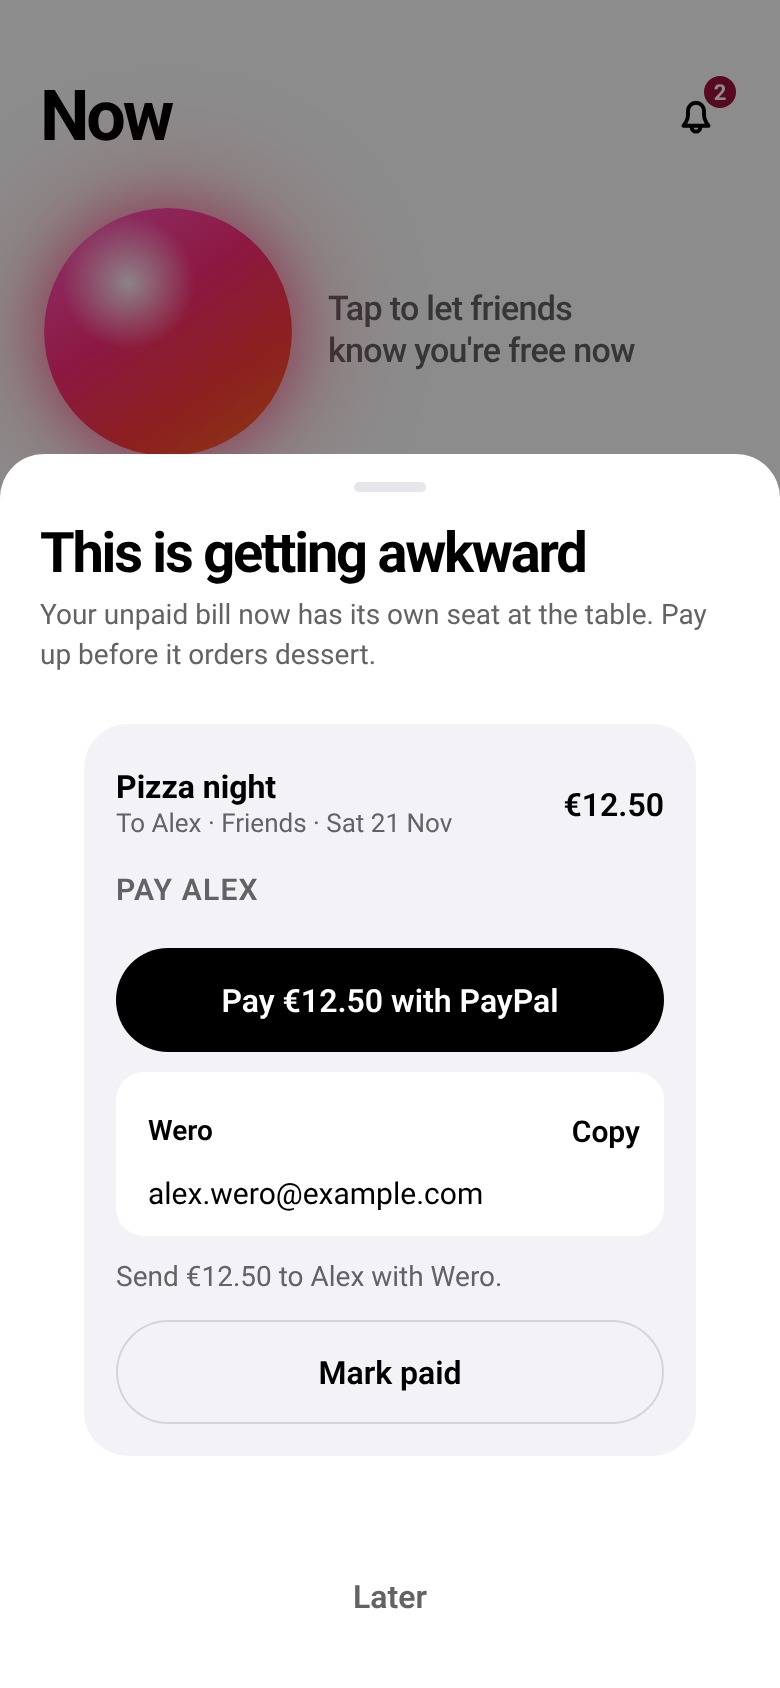 Now
2
Tap to let friends
know you're free now
This is getting awkward
Your unpaid bill now has its own seat at the table. Pay
up before it orders dessert.
Pizza night
€12.50
To Alex · Friends · Sat 21 Nov
PAY ALEX
Pay €12.50 with PayPal
Wero
Copy
alex.wero@example.com
Send €12.50 to Alex with Wero.
Mark paid
Later